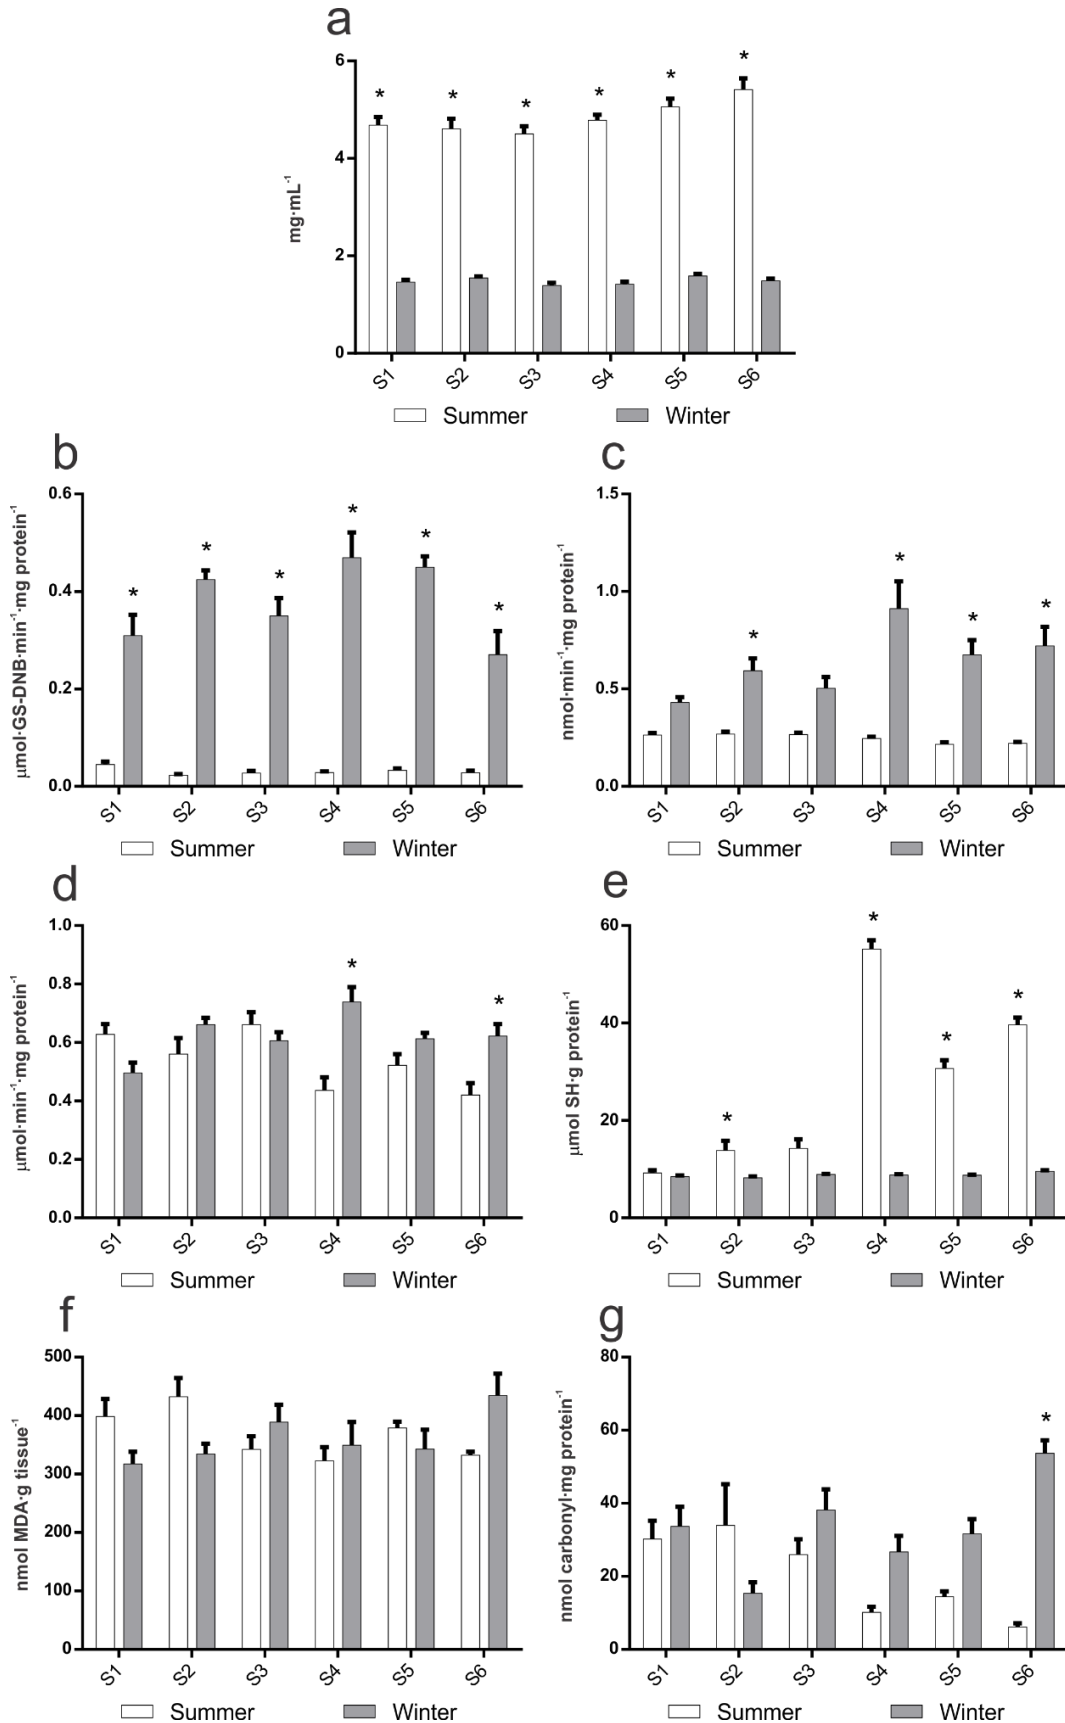 a
6
4
2
0
mg·mL⁻¹
* * * * * *
S1 S2 S3 S4 S5 S6
Summer Winter
b
0.6
0.4
0.2
0.0
µmol·GS-DNB·min⁻¹·mg protein⁻¹
* * * * * *
S1 S2 S3 S4 S5 S6
Summer Winter
c
1.5
1.0
0.5
0.0
nmol·min⁻¹·mg protein⁻¹
* * * *
S1 S2 S3 S4 S5 S6
Summer Winter
d
1.0
0.8
0.6
0.4
0.2
0.0
µmol·min⁻¹·mg protein⁻¹
* *
S1 S2 S3 S4 S5 S6
Summer Winter
e
60
40
20
0
µmol SH·g protein⁻¹
* * * *
S1 S2 S3 S4 S5 S6
Summer Winter
f
500
400
300
200
100
0
nmol MDA·g tissue⁻¹
S1 S2 S3 S4 S5 S6
Summer Winter
g
80
60
40
20
0
nmol carbonyl·mg protein⁻¹
*
S1 S2 S3 S4 S5 S6
Summer Winter